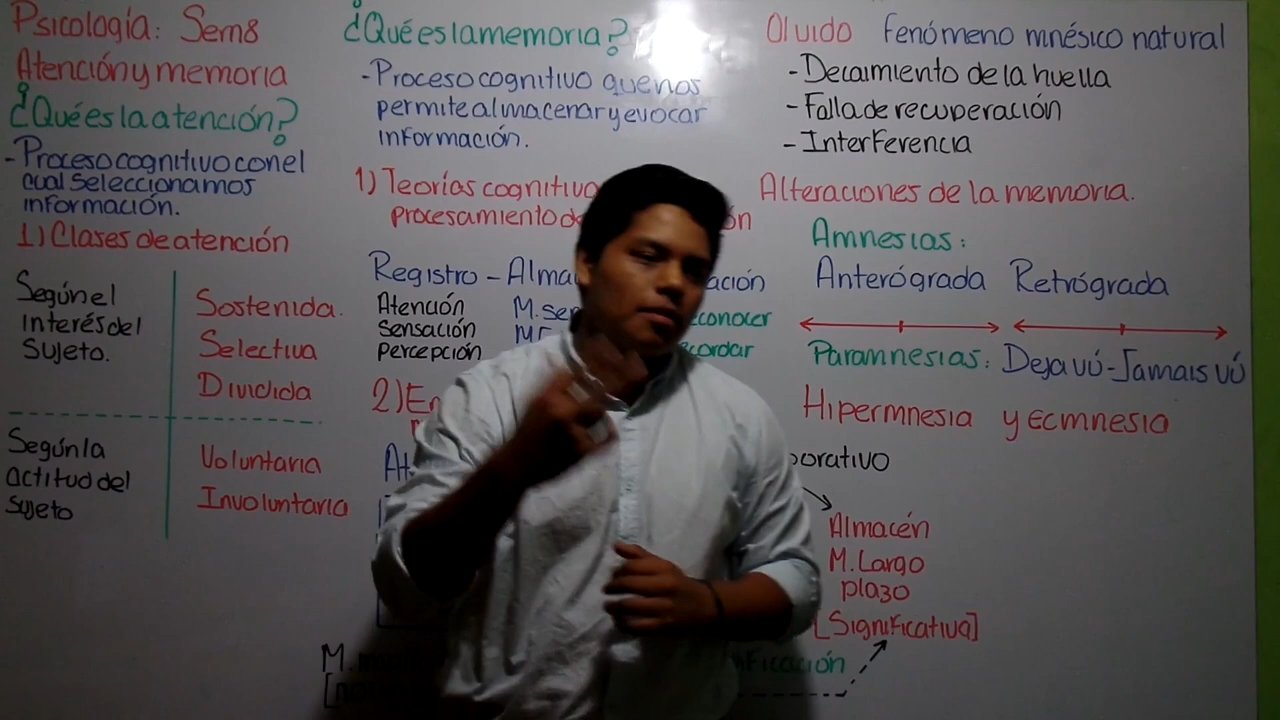 Psicología: Sem8
Atención y memoria
¿Qué es la atención?
- Proceso cognitivo con el
cual seleccionamos
información.
1) Clases de atención
Según el
interés del
sujeto.
Sostenida.
Selectiva
Dividida
Según la
actitud del
sujeto
Voluntaria
Involuntaria
¿Qué es la memoria?
- Proceso cognitivo que nos
permite almacenar y evocar
información.
1) Teorías
procesamiento
Registro -
Atención
sensación
percepción
2)
M.
Olvido fenómeno mnésico natural
- Decaimiento de la huella
- Falla de recuperación
- Interferencia
Alteraciones de la memoria.
Amnesias:
Anterógrada Retrógrada
Paramnesias: Deja vú - Jamais vú
Hipermnesia y ecmnesia
Almacén
M. Largo
plazo
[Significativa]